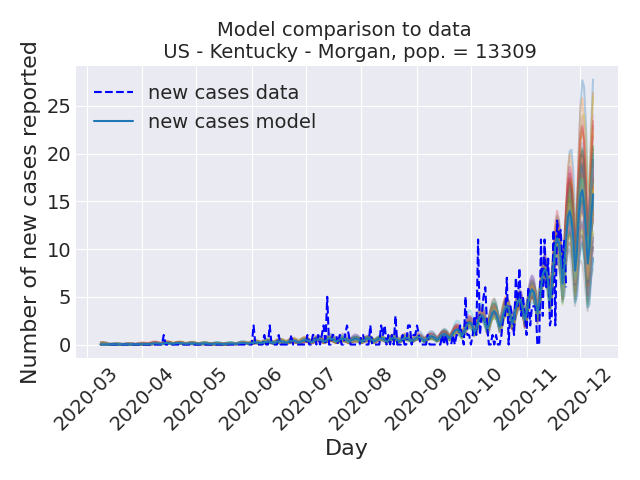 Model comparison to data
US - Kentucky - Morgan, pop. = 13309
Number of new cases reported
new cases data
new cases model
25
20
15
10
5
0
2020-03
2020-04
2020-05
2020-06
2020-07
2020-08
2020-09
2020-10
2020-11
2020-12
Day